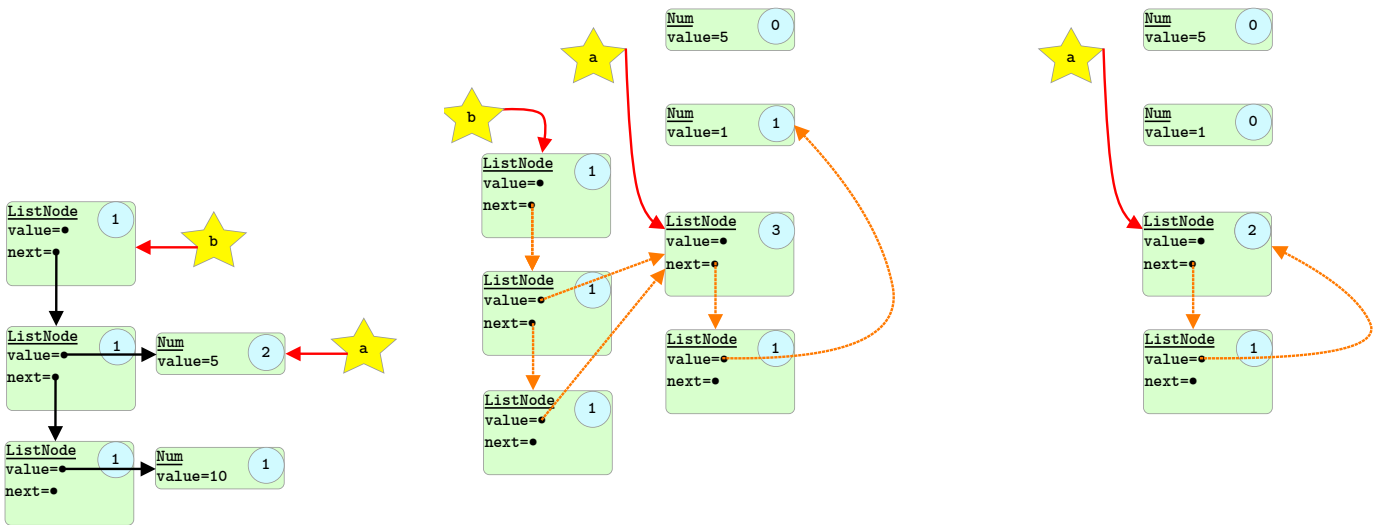 ListNode
1
value=
next=
b
ListNode
1
value=
next=
Num
2
value=5
a
ListNode
1
value=
next=
Num
1
value=10
b
a
Num
0
value=5
Num
1
value=1
ListNode
1
value=
next=
ListNode
1
value=
next=
ListNode
1
value=
next=
ListNode
3
value=
next=
ListNode
1
value=
next=
a
Num
0
value=5
Num
0
value=1
ListNode
2
value=
next=
ListNode
1
value=
next=